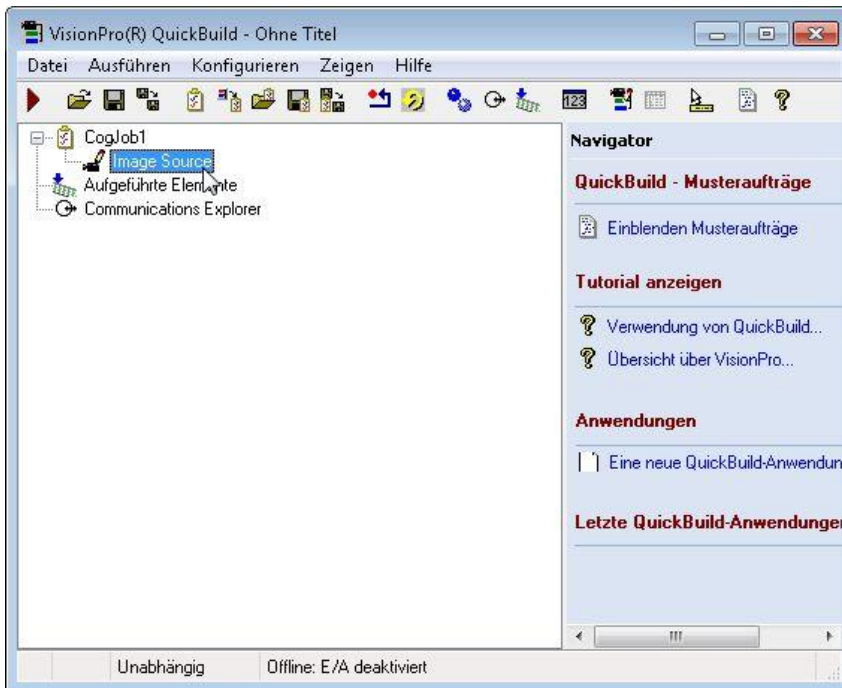 VisionPro(R) QuickBuild - Ohne Titel
Datei Ausführen Konfigurieren Zeigen Hilfe
123
CogJob1
Image Source
Aufgeführte Elemente
Communications Explorer
Navigator
QuickBuild - Musteraufträge
Einblenden Musteraufträge
Tutorial anzeigen
Verwendung von QuickBuild...
Übersicht über VisionPro...
Anwendungen
Eine neue QuickBuild-Anwendun
Letzte QuickBuild-Anwendunge
Unabhängig Offline: E/A deaktiviert